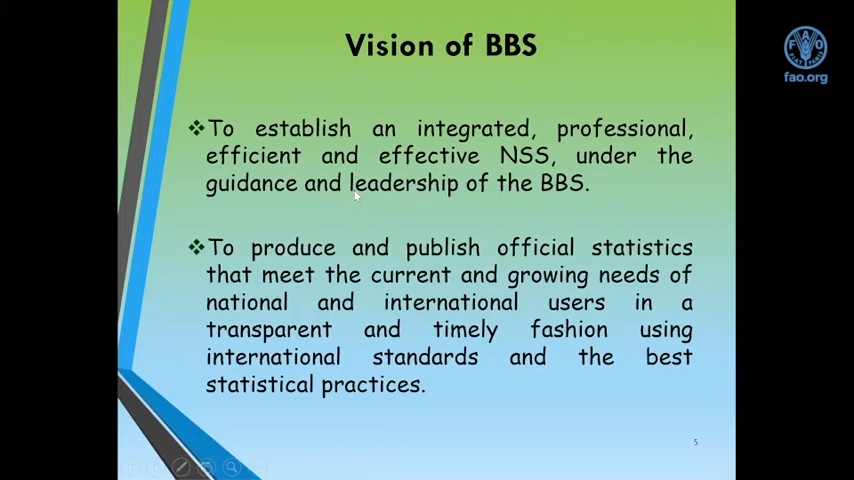 Vision of BBS
FAO
FIAT PANIS
fao.org
❖To establish an integrated, professional,
efficient and effective NSS, under the
guidance and leadership of the BBS.
❖To produce and publish official statistics
that meet the current and growing needs of
national and international users in a
transparent and timely fashion using
international standards and the best
statistical practices.
5